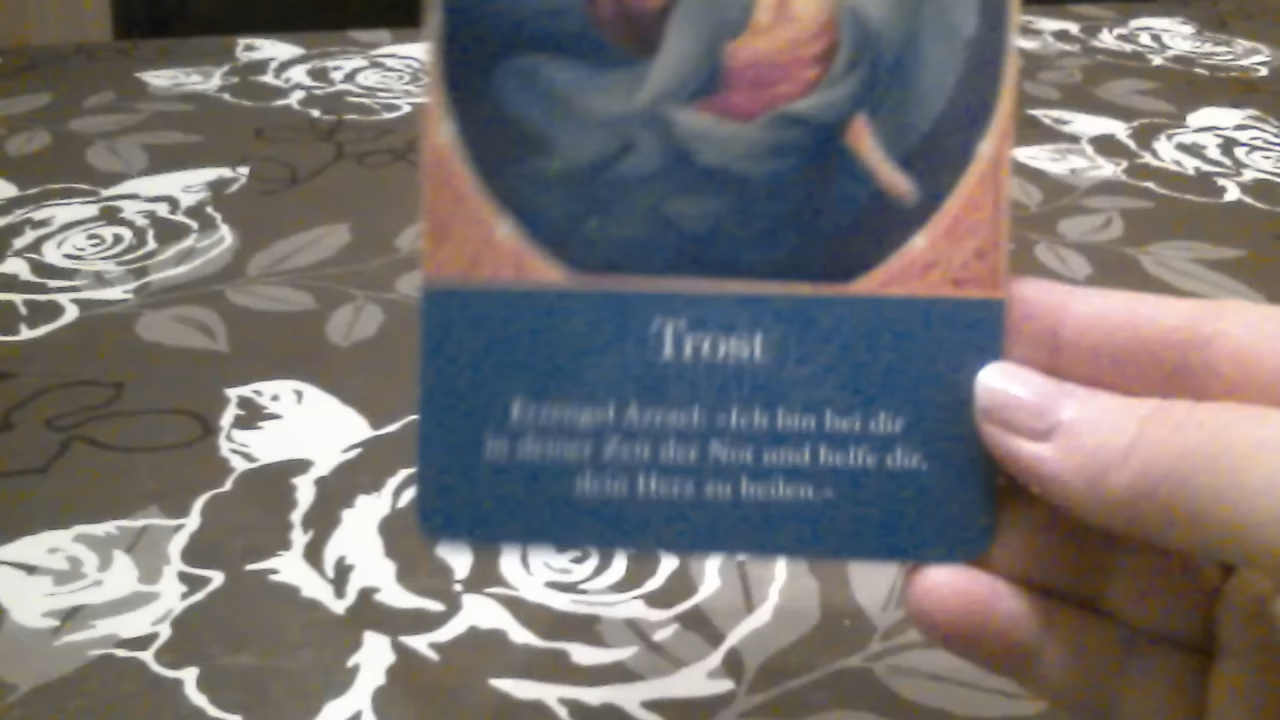 Trost
Erzengel Azrael: »Ich bin bei dir
in deiner Zeit der Not und helfe dir,
dein Herz zu heilen.«